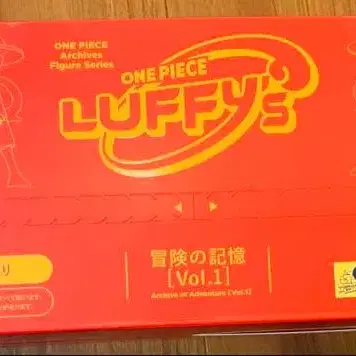 ONE PIECE
Archives
Figure Series
ONE PIECE
LUFFY's
り
冒険の記憶
[Vol.1]
Archive of Adventure [Vol.1]